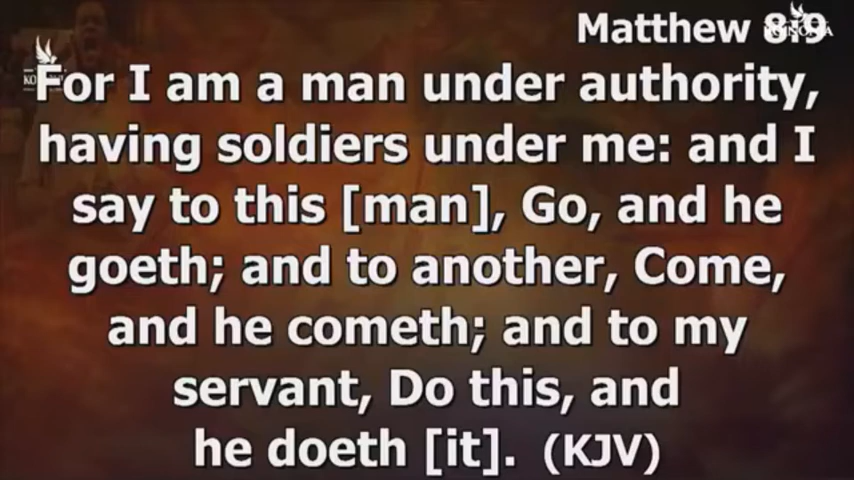 Matthew 8:9
For I am a man under authority,
having soldiers under me: and I
say to this [man], Go, and he
goeth; and to another, Come,
and he cometh; and to my
servant, Do this, and
he doeth [it]. (KJV)